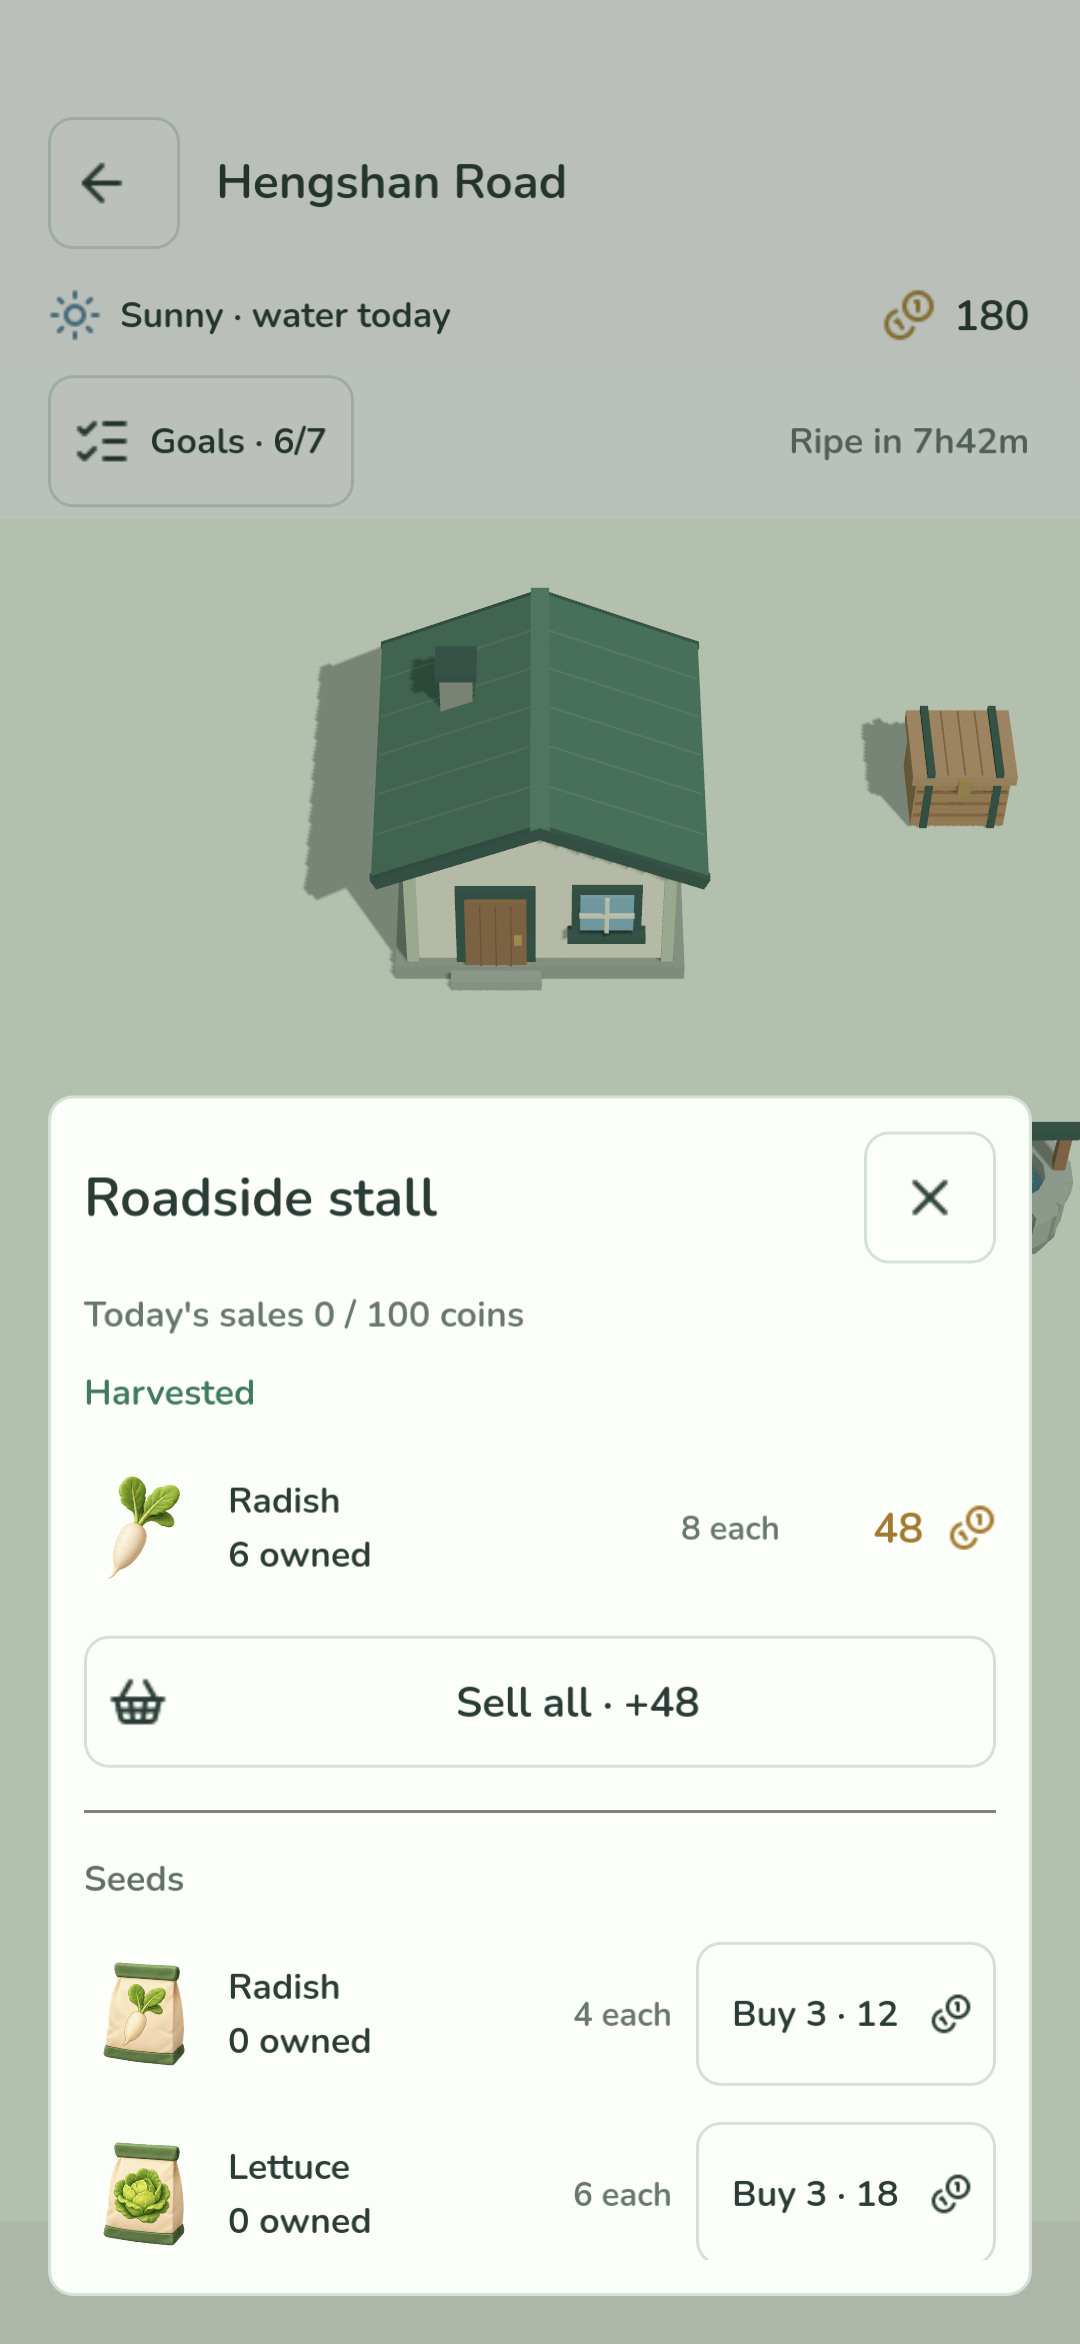 Hengshan Road
Sunny · water today
180
Goals · 6/7
Ripe in 7h42m
Roadside stall
Today's sales 0 / 100 coins
Harvested
Radish
6 owned
8 each
48
Sell all · +48
Seeds
Radish
0 owned
4 each
Buy 3 · 12
Lettuce
0 owned
6 each
Buy 3 · 18